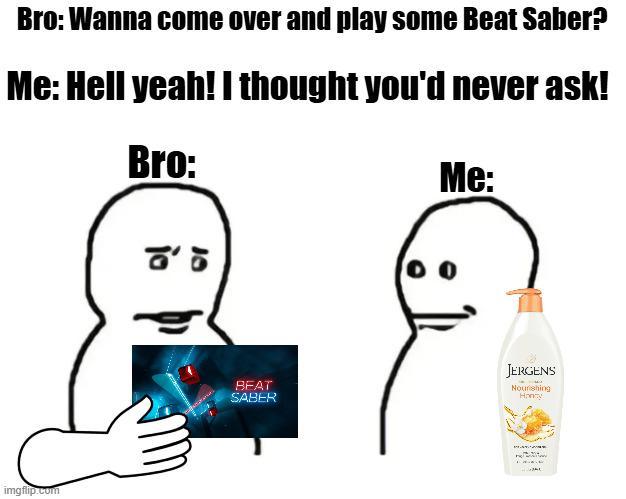 Bro: Wanna come over and play some Beat Saber?
Me: Hell yeah! I thought you'd never ask!
Bro:
Me:
BEAT
SABER
JERGENS
Nourishing
Honey
imgflip.com